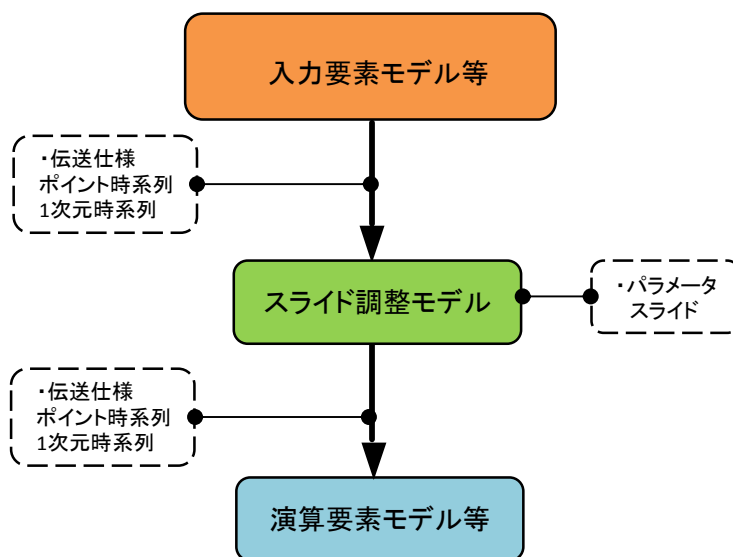 入力要素モデル等
・伝送仕様
ポイント時系列
1次元時系列
スライド調整モデル
・パラメータ
スライド
・伝送仕様
ポイント時系列
1次元時系列
演算要素モデル等